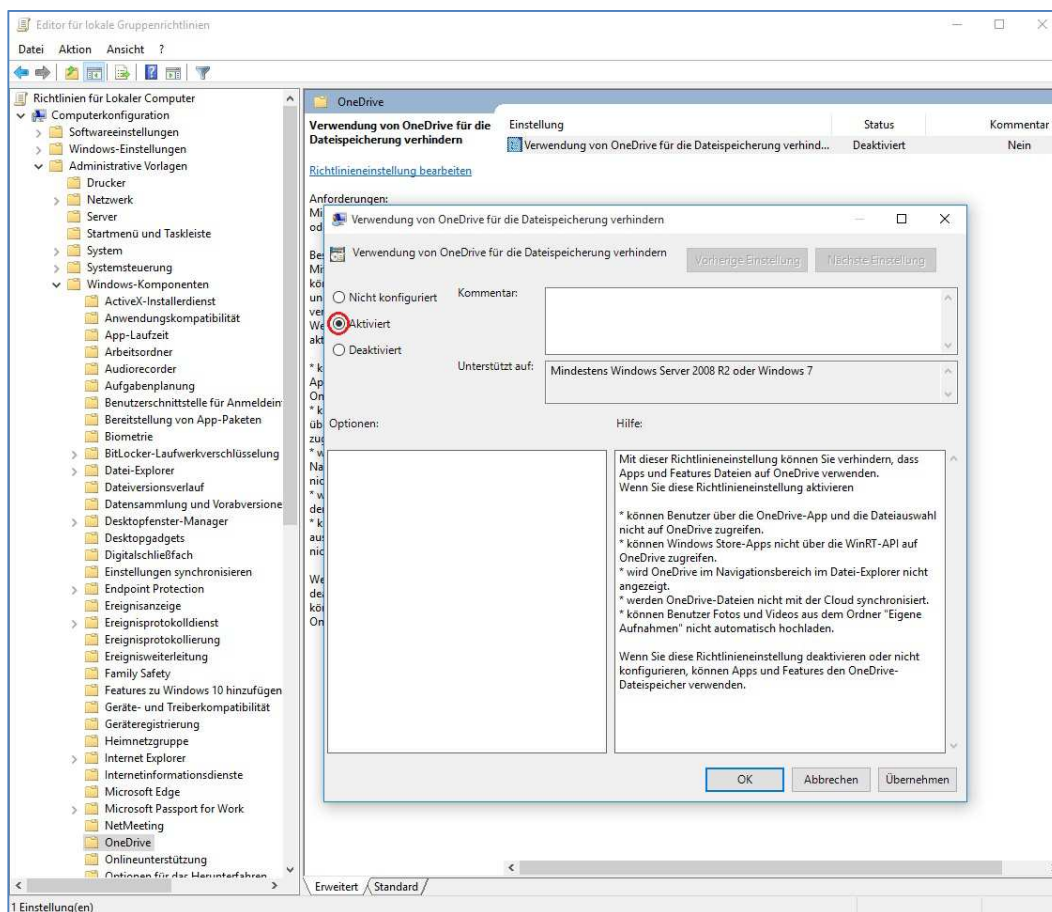 Editor für lokale Gruppenrichtlinien
Datei Aktion Ansicht ?
Richtlinien für Lokaler Computer
Computerkonfiguration
Softwareeinstellungen
Windows-Einstellungen
Administrative Vorlagen
Drucker
Netzwerk
Server
Startmenü und Taskleiste
System
Systemsteuerung
Windows-Komponenten
ActiveX-Installerdienst
Anwendungskompatibilität
App-Laufzeit
Arbeitsordner
Audiorecorder
Aufgabenplanung
Benutzerschnittstelle für Anmeldein
Bereitstellung von App-Paketen
Biometrie
BitLocker-Laufwerkverschlüsselung
Datei-Explorer
Dateiversionsverlauf
Datensammlung und Vorabversione
Desktopfenster-Manager
Desktopgadgets
Digitalschließfach
Einstellungen synchronisieren
Endpoint Protection
Ereignisanzeige
Ereignisprotokolldienst
Ereignisprotokollierung
Ereignisweiterleitung
Family Safety
Features zu Windows 10 hinzufügen
Geräte- und Treiberkompatibilität
Geräteregistrierung
Heimnetzgruppe
Internet Explorer
Internetinformationsdienste
Microsoft Edge
Microsoft Passport for Work
NetMeeting
OneDrive
Onlineunterstützung
Optionen für das Herunterfahren
1 Einstellung(en)
OneDrive
Verwendung von OneDrive für die
Dateispeicherung verhindern
Richtlinieneinstellung bearbeiten
Anforderungen:
Einstellung Status Kommentar
Verwendung von OneDrive für die Dateispeicherung verhind... Deaktiviert Nein
Verwendung von OneDrive für die Dateispeicherung verhindern
Verwendung von OneDrive für die Dateispeicherung verhindern
Vorherige Einstellung Nächste Einstellung
Nicht konfiguriert
Aktiviert
Deaktiviert
Kommentar:
Unterstützt auf: Mindestens Windows Server 2008 R2 oder Windows 7
Optionen: Hilfe:
Mit dieser Richtlinieneinstellung können Sie verhindern, dass
Apps und Features Dateien auf OneDrive verwenden.
Wenn Sie diese Richtlinieneinstellung aktivieren
* können Benutzer über die OneDrive-App und die Dateiauswahl
nicht auf OneDrive zugreifen.
* können Windows Store-Apps nicht über die WinRT-API auf
OneDrive zugreifen.
* wird OneDrive im Navigationsbereich im Datei-Explorer nicht
angezeigt.
* werden OneDrive-Dateien nicht mit der Cloud synchronisiert.
* können Benutzer Fotos und Videos aus dem Ordner "Eigene
Aufnahmen" nicht automatisch hochladen.
Wenn Sie diese Richtlinieneinstellung deaktivieren oder nicht
konfigurieren, können Apps und Features den OneDrive-
Dateispeicher verwenden.
OK Abbrechen Übernehmen
Erweitert Standard